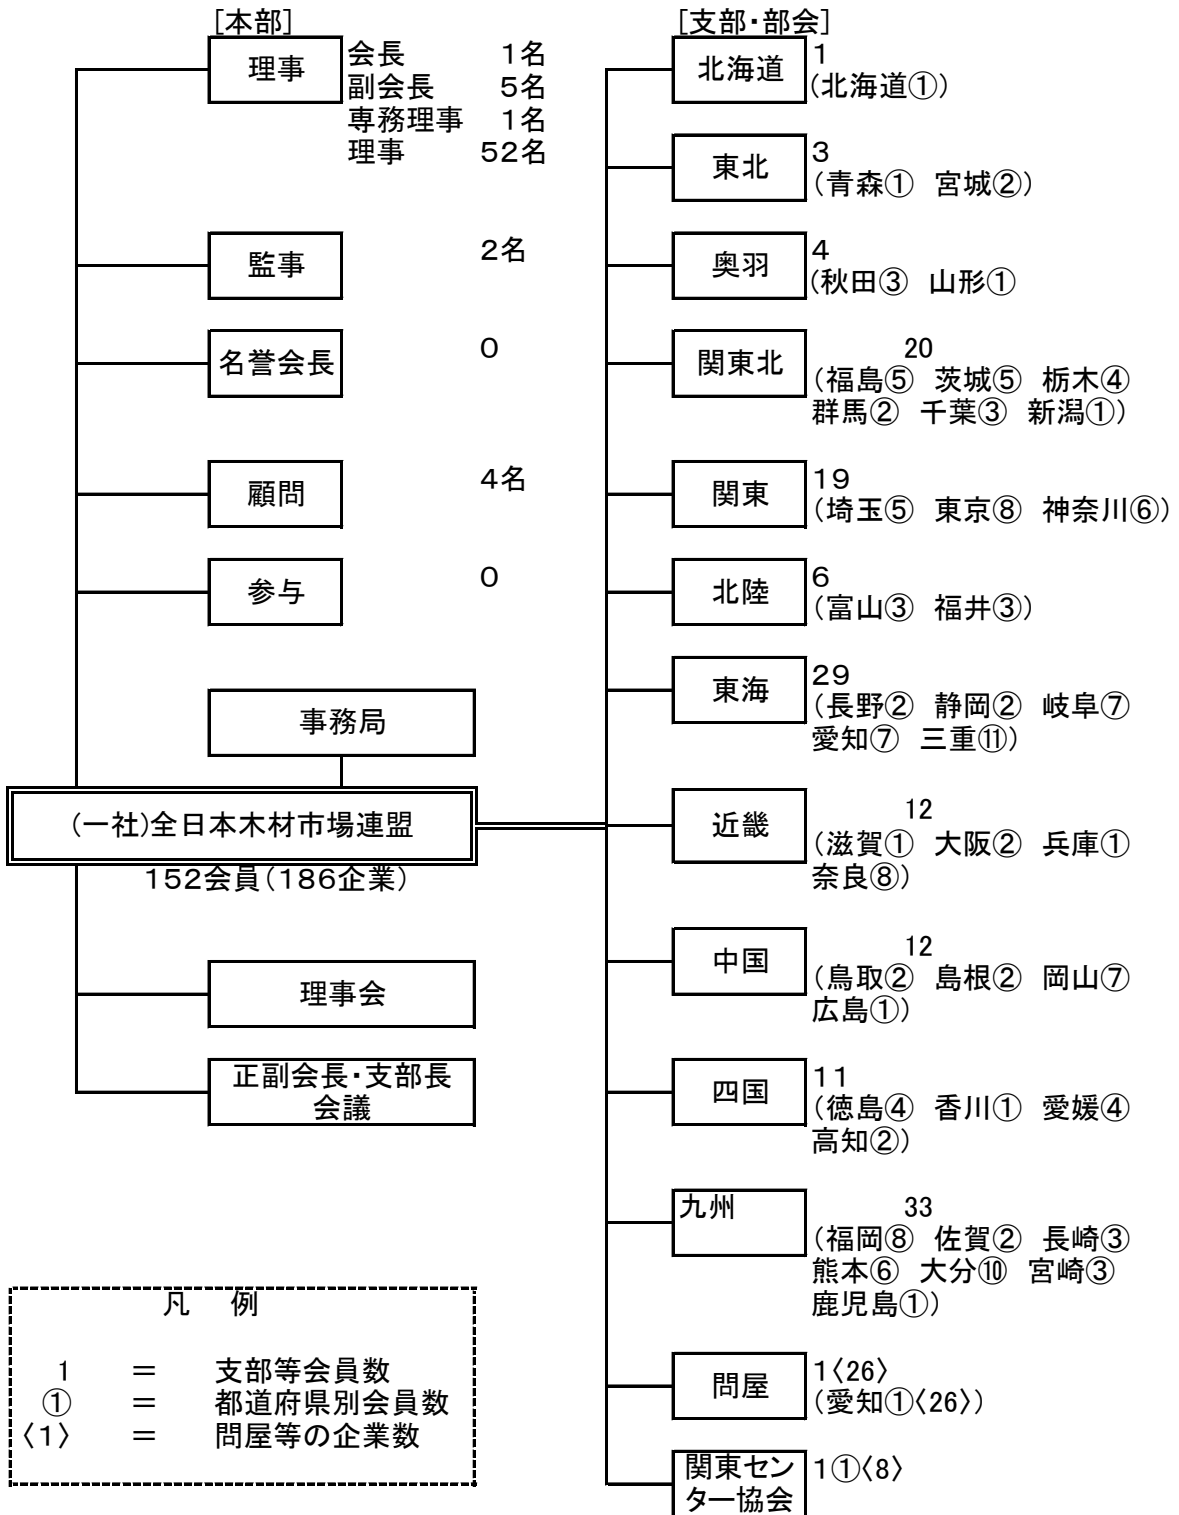 [本部]
理事
会長 1名
副会長 5名
専務理事 1名
理事 52名
監事 2名
名誉会長 0
顧問 4名
参与 0
事務局
(一社)全日本木材市場連盟
152会員(186企業)
理事会
正副会長・支部長
会議
凡 例
1 = 支部等会員数
① = 都道府県別会員数
〈1〉 = 問屋等の企業数
[支部・部会]
北海道 1
(北海道①)
東北 3
(青森① 宮城②)
奥羽 4
(秋田③ 山形①
関東北 20
(福島⑤ 茨城⑤ 栃木④
群馬② 千葉③ 新潟①)
関東 19
(埼玉⑤ 東京⑧ 神奈川⑥)
北陸 6
(富山③ 福井③)
東海 29
(長野② 静岡② 岐阜⑦
愛知⑦ 三重⑪)
近畿 12
(滋賀① 大阪② 兵庫①
奈良⑧)
中国 12
(鳥取② 島根② 岡山⑦
広島①)
四国 11
(徳島④ 香川① 愛媛④
高知②)
九州 33
(福岡⑧ 佐賀② 長崎③
熊本⑥ 大分⑩ 宮崎③
鹿児島①)
問屋 1〈26〉
(愛知①〈26〉)
関東セン
ター協会 1①〈8〉